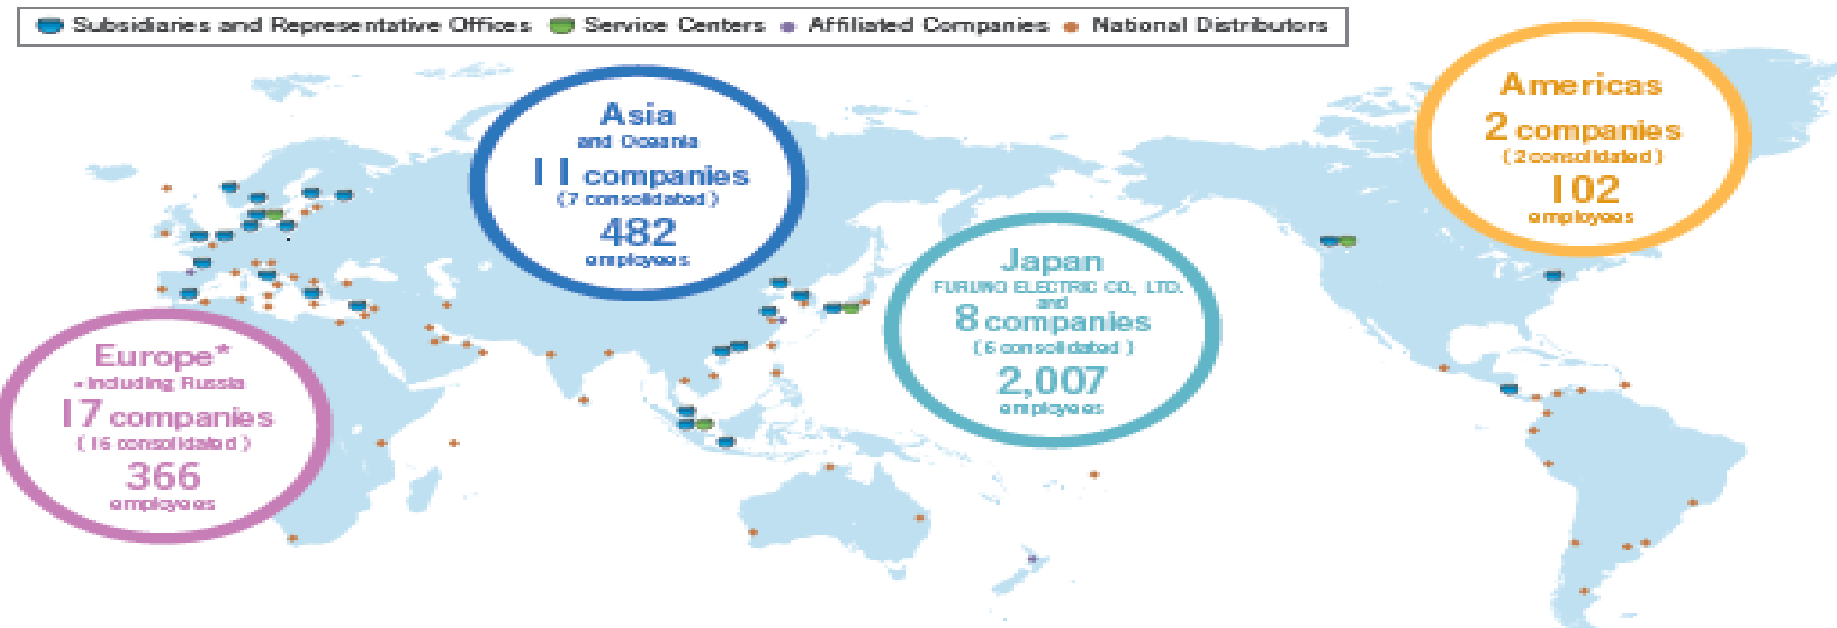 Subsidiaries and Representative Offices Service Centers Affiliated Companies National Distributors
Asia
and Oceania
11 companies
(7 consolidated)
482
employees
Americas
2 companies
(2 consolidated)
102
employees
Japan
FURUNO ELECTRIC CO., LTD.
and
8 companies
(6 consolidated)
2,007
employees
Europe*
*including Russia
17 companies
(16 consolidated)
366
employees